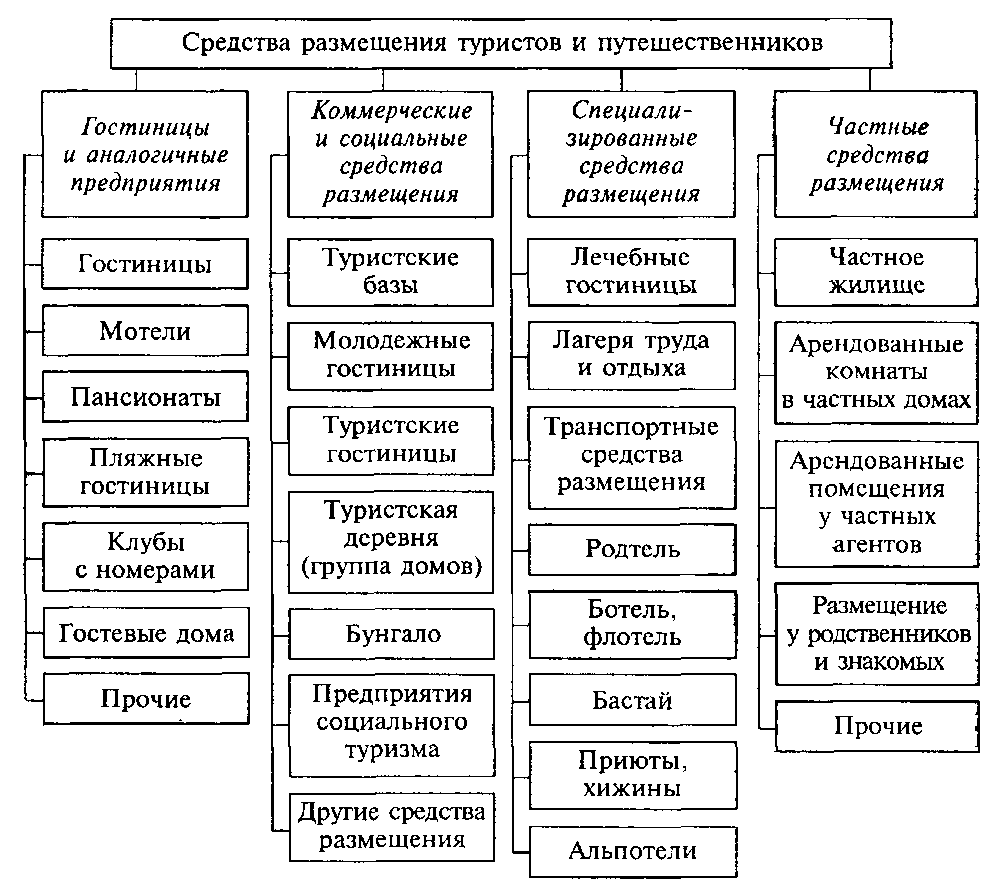 Средства размещения туристов и путешественников
Гостиницы
и аналогичные
предприятия
Гостиницы
Мотели
Пансионаты
Пляжные
гостиницы
Клубы
с номерами
Гостевые дома
Прочие
Коммерческие
и социальные
средства
размещения
Туристские
базы
Молодежные
гостиницы
Туристские
гостиницы
Туристская
деревня
(группа домов)
Бунгало
Предприятия
социального
туризма
Другие средства
размещения
Специали-
зированные
средства
размещения
Лечебные
гостиницы
Лагеря труда
и отдыха
Транспортные
средства
размещения
Родтель
Ботель,
флотель
Бастай
Приюты,
хижины
Альпотели
Частные
средства
размещения
Частное
жилище
Арендованные
комнаты
в частных домах
Арендованные
помещения
у частных
агентов
Размещение
у родственников
и знакомых
Прочие